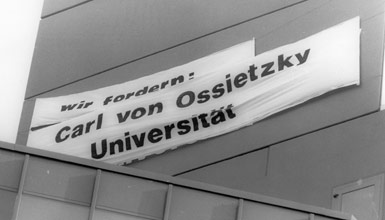 Wir fordern:
Carl von Ossietzky
Universität